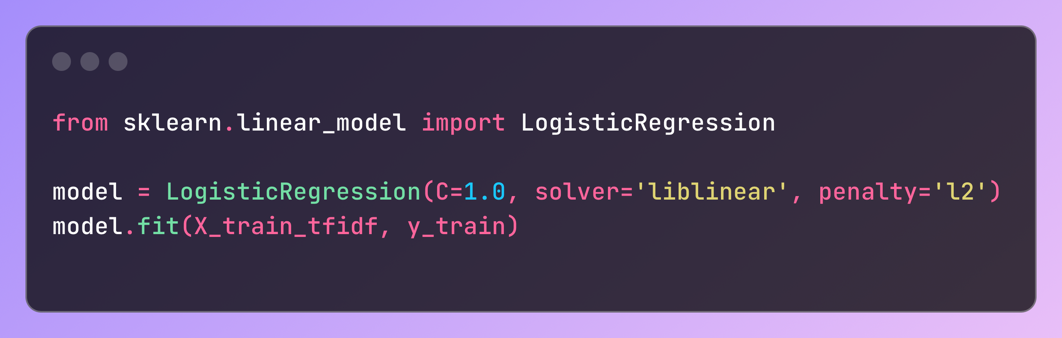 from sklearn.linear_model import LogisticRegression
model = LogisticRegression(C=1.0, solver='liblinear', penalty='l2')
model.fit(X_train_tfidf, y_train)